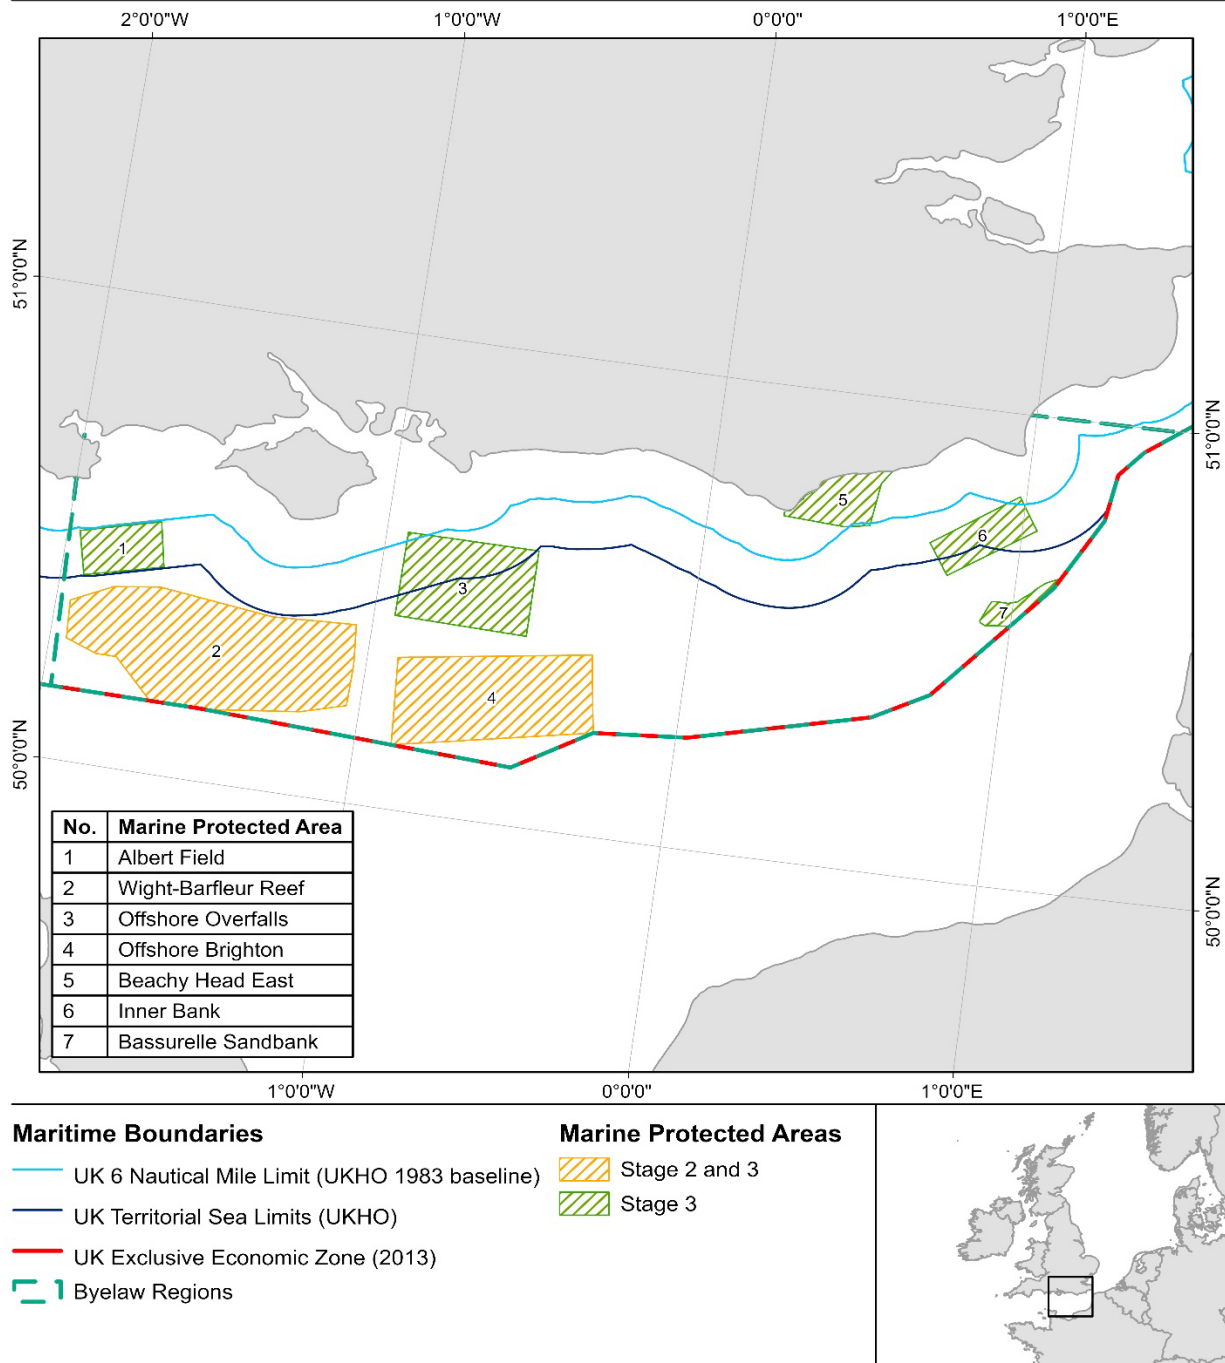 2°0'0"W 1°0'0"W 0°0'0" 1°0'0"E
51°0'0"N
51°0'0"N
50°0'0"N
50°0'0"N
1
2
3
4
5
6
7
No. Marine Protected Area
1 Albert Field
2 Wight-Barfleur Reef
3 Offshore Overfalls
4 Offshore Brighton
5 Beachy Head East
6 Inner Bank
7 Bassurelle Sandbank
1°0'0"W 0°0'0" 1°0'0"E
Maritime Boundaries
UK 6 Nautical Mile Limit (UKHO 1983 baseline)
UK Territorial Sea Limits (UKHO)
UK Exclusive Economic Zone (2013)
Byelaw Regions
Marine Protected Areas
Stage 2 and 3
Stage 3